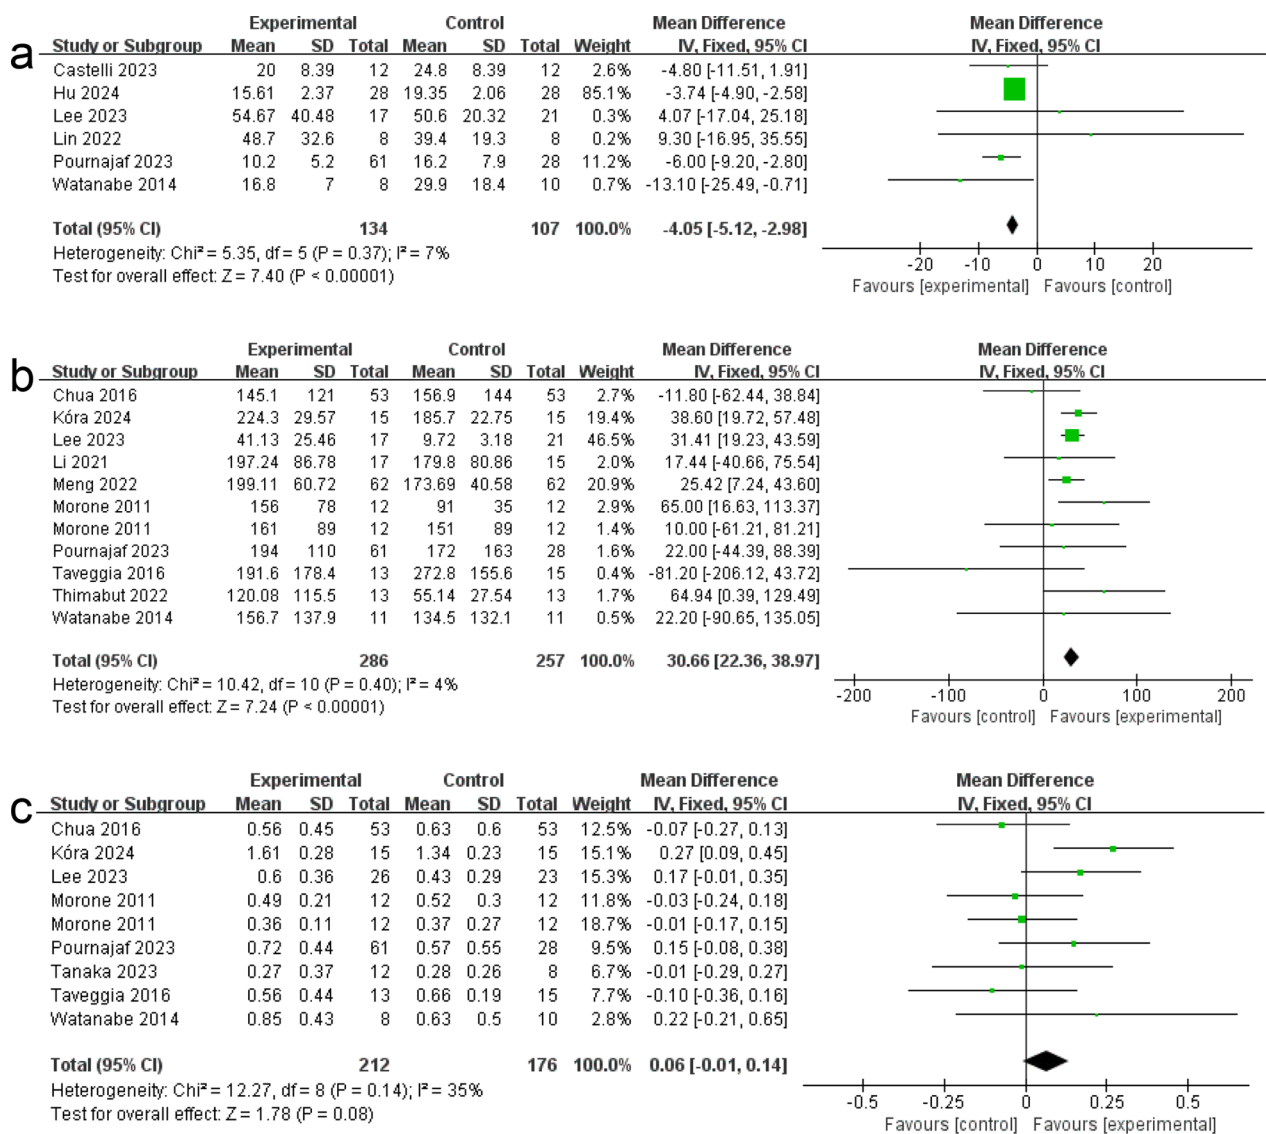 a
Experimental Control Mean Difference Mean Difference
Study or Subgroup Mean SD Total Mean SD Total Weight IV, Fixed, 95% CI IV, Fixed, 95% CI
Castelli 2023 20 8.39 12 24.8 8.39 12 2.6% -4.80 [-11.51, 1.91]
Hu 2024 15.61 2.37 28 19.35 2.06 28 85.1% -3.74 [-4.90, -2.58]
Lee 2023 54.67 40.48 17 50.6 20.32 21 0.3% 4.07 [-17.04, 25.18]
Lin 2022 48.7 32.6 8 39.4 19.3 8 0.2% 9.30 [-16.95, 35.55]
Pournajaf 2023 10.2 5.2 61 16.2 7.9 28 11.2% -6.00 [-9.20, -2.80]
Watanabe 2014 16.8 7 8 29.9 18.4 10 0.7% -13.10 [-25.49, -0.71]
Total (95% CI) 134 107 100.0% -4.05 [-5.12, -2.98]
Heterogeneity: Chi² = 5.35, df = 5 (P = 0.37); I² = 7%
Test for overall effect: Z = 7.40 (P < 0.00001)
-20 -10 0 10 20
Favours [experimental] Favours [control]
b
Experimental Control Mean Difference Mean Difference
Study or Subgroup Mean SD Total Mean SD Total Weight IV, Fixed, 95% CI IV, Fixed, 95% CI
Chua 2016 145.1 121 53 156.9 144 53 2.7% -11.80 [-62.44, 38.84]
Kóra 2024 224.3 29.57 15 185.7 22.75 15 19.4% 38.60 [19.72, 57.48]
Lee 2023 41.13 25.46 17 9.72 3.18 21 46.5% 31.41 [19.23, 43.59]
Li 2021 197.24 86.78 17 179.8 80.86 15 2.0% 17.44 [-40.66, 75.54]
Meng 2022 199.11 60.72 62 173.69 40.58 62 20.9% 25.42 [7.24, 43.60]
Morone 2011 156 78 12 91 35 12 2.9% 65.00 [16.63, 113.37]
Morone 2011 161 89 12 151 89 12 1.4% 10.00 [-61.21, 81.21]
Pournajaf 2023 194 110 61 172 163 28 1.6% 22.00 [-44.39, 88.39]
Taveggia 2016 191.6 178.4 13 272.8 155.6 15 0.4% -81.20 [-206.12, 43.72]
Thimabut 2022 120.08 115.5 13 55.14 27.54 13 1.7% 64.94 [0.39, 129.49]
Watanabe 2014 156.7 137.9 11 134.5 132.1 11 0.5% 22.20 [-90.65, 135.05]
Total (95% CI) 286 257 100.0% 30.66 [22.36, 38.97]
Heterogeneity: Chi² = 10.42, df = 10 (P = 0.40); I² = 4%
Test for overall effect: Z = 7.24 (P < 0.00001)
-200 -100 0 100 200
Favours [control] Favours [experimental]
c
Experimental Control Mean Difference Mean Difference
Study or Subgroup Mean SD Total Mean SD Total Weight IV, Fixed, 95% CI IV, Fixed, 95% CI
Chua 2016 0.56 0.45 53 0.63 0.6 53 12.5% -0.07 [-0.27, 0.13]
Kóra 2024 1.61 0.28 15 1.34 0.23 15 15.1% 0.27 [0.09, 0.45]
Lee 2023 0.6 0.36 26 0.43 0.29 23 15.3% 0.17 [-0.01, 0.35]
Morone 2011 0.49 0.21 12 0.52 0.3 12 11.8% -0.03 [-0.24, 0.18]
Morone 2011 0.36 0.11 12 0.37 0.27 12 18.7% -0.01 [-0.17, 0.15]
Pournajaf 2023 0.72 0.44 61 0.57 0.55 28 9.5% 0.15 [-0.08, 0.38]
Tanaka 2023 0.27 0.37 12 0.28 0.26 8 6.7% -0.01 [-0.29, 0.27]
Taveggia 2016 0.56 0.44 13 0.66 0.19 15 7.7% -0.10 [-0.36, 0.16]
Watanabe 2014 0.85 0.43 8 0.63 0.5 10 2.8% 0.22 [-0.21, 0.65]
Total (95% CI) 212 176 100.0% 0.06 [-0.01, 0.14]
Heterogeneity: Chi² = 12.27, df = 8 (P = 0.14); I² = 35%
Test for overall effect: Z = 1.78 (P = 0.08)
-0.5 -0.25 0 0.25 0.5
Favours [control] Favours [experimental]